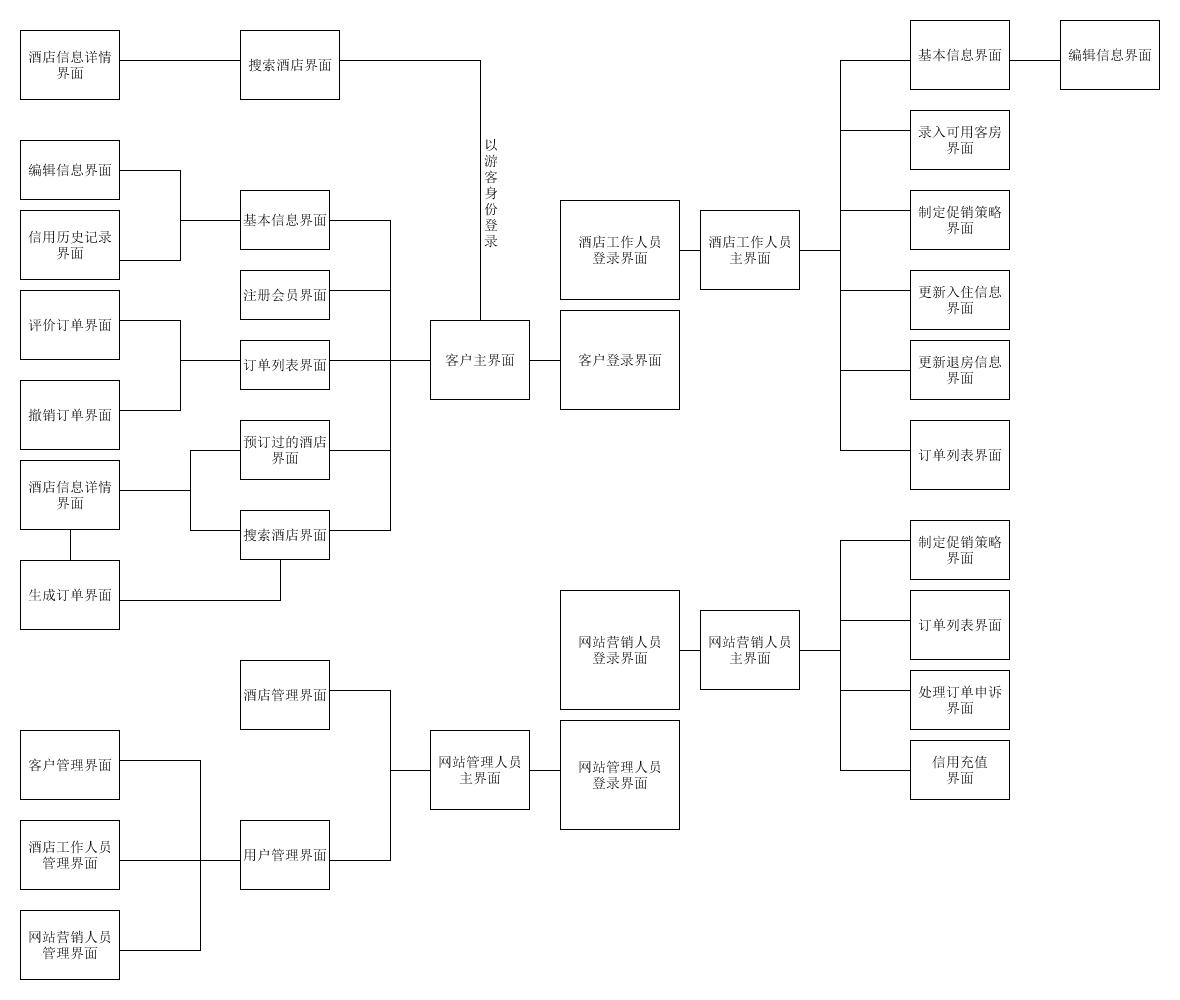 酒店信息详情
界面
搜索酒店界面
以
游
客
身
份
登
录
编辑信息界面
信用历史记录
界面
基本信息界面
注册会员界面
评价订单界面
订单列表界面
撤销订单界面
预订过的酒店
界面
酒店信息详情
界面
搜索酒店界面
生成订单界面
客户主界面
客户登录界面
酒店工作人员
登录界面
酒店工作人员
主界面
基本信息界面
编辑信息界面
录入可用客房
界面
制定促销策略
界面
更新入住信息
界面
更新退房信息
界面
订单列表界面
网站营销人员
登录界面
网站营销人员
主界面
制定促销策略
界面
订单列表界面
处理订单申诉
界面
信用充值
界面
酒店管理界面
网站管理人员
主界面
网站管理人员
登录界面
客户管理界面
酒店工作人员
管理界面
用户管理界面
网站营销人员
管理界面